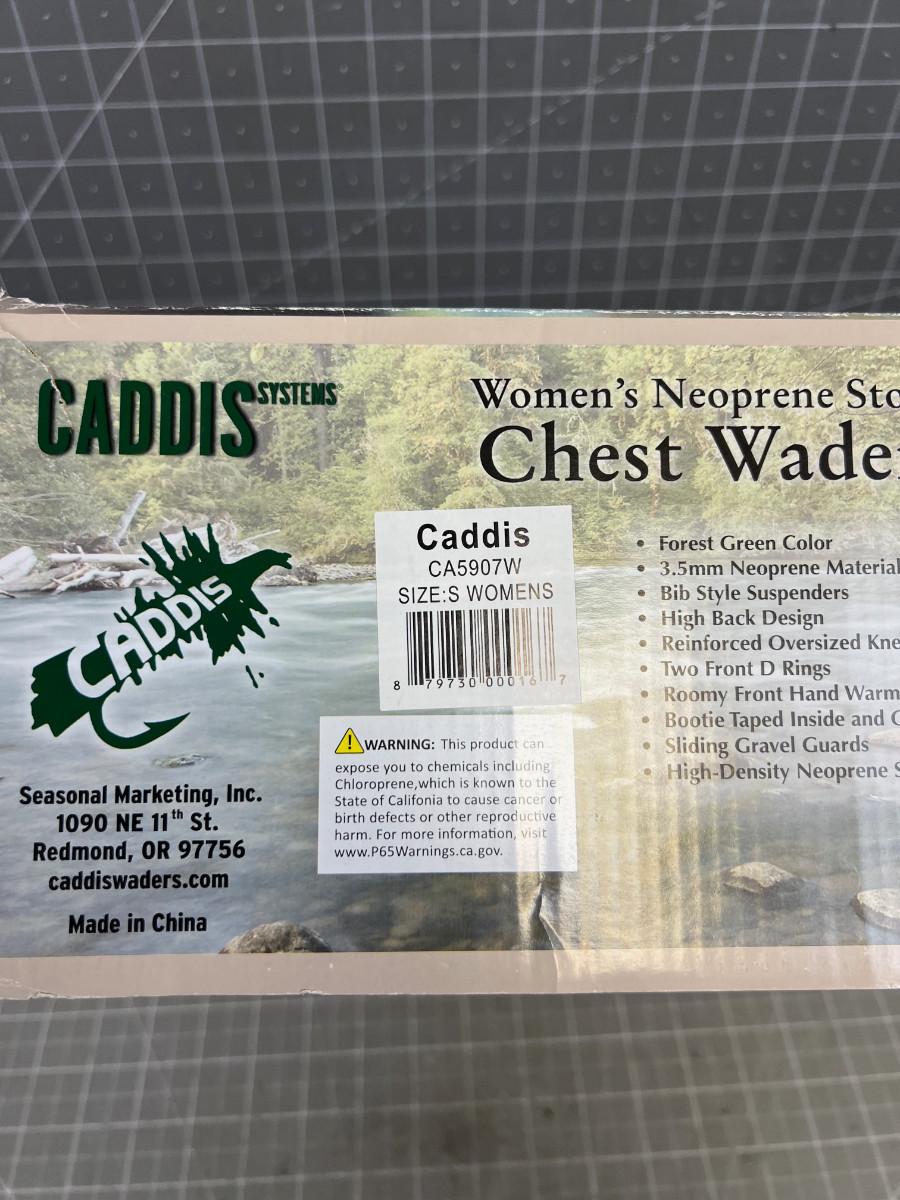 CADDIS SYSTEMS®
CADDIS
Seasonal Marketing, Inc.
1090 NE 11th St.
Redmond, OR 97756
caddiswaders.com
Made in China
Women's Neoprene Sto
Chest Wade
Caddis
CA5907W
SIZE:S WOMENS
8 79730 00016 7
WARNING: This product can
expose you to chemicals including
Chloroprene,which is known to the
State of Califonia to cause cancer or
birth defects or other reproductive
harm. For more information, visit
www.P65Warnings.ca.gov.
• Forest Green Color
• 3.5mm Neoprene Material
• Bib Style Suspenders
• High Back Design
• Reinforced Oversized Kne
• Two Front D Rings
• Roomy Front Hand Warm
• Bootie Taped Inside and
• Sliding Gravel Guards
• High-Density Neoprene S